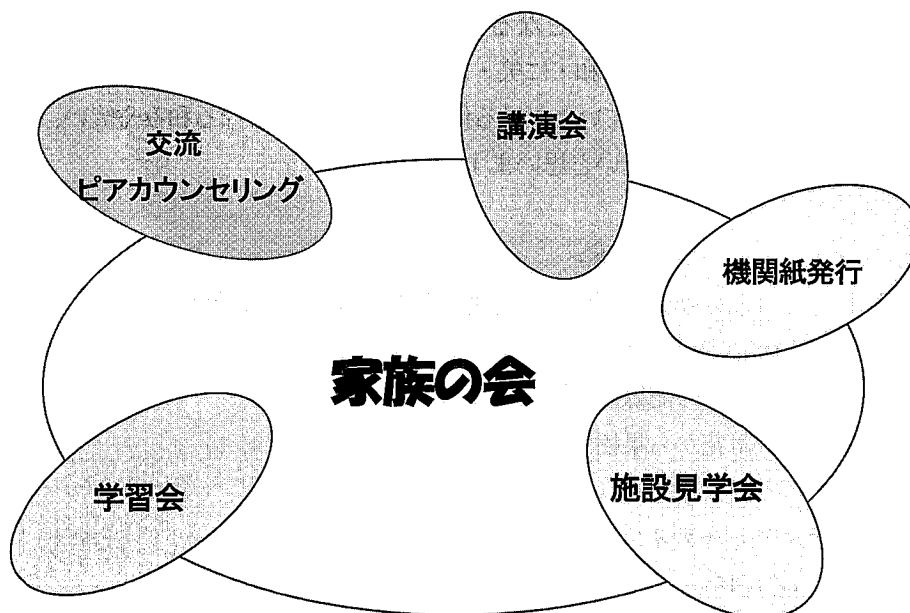 講演会
交流
ピアカウンセリング
機関紙発行
家族の会
学習会
施設見学会